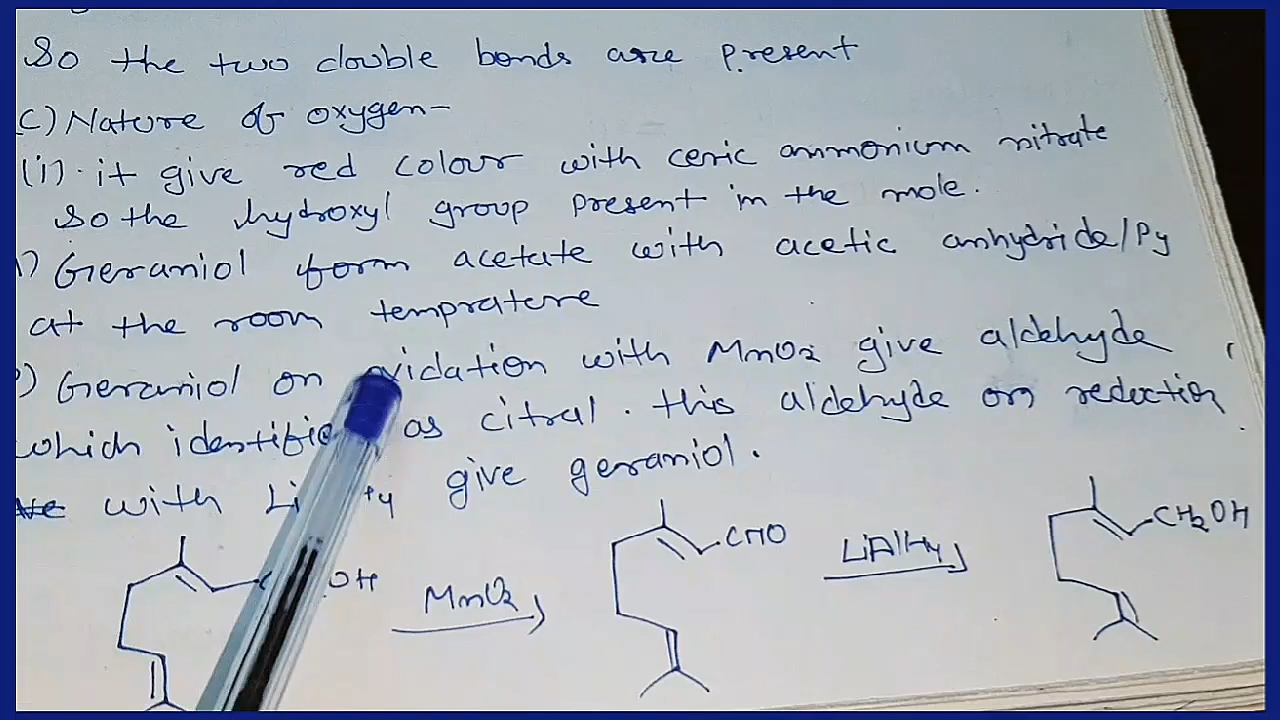 So the two double bonds are present
(C) Nature of oxygen-
(i). it give red colour with ceric ammonium nitrate
so the hydroxyl group present in the mole.
) Geraniol form acetate with acetic anhydride/Py
at the room temprature
) Geraniol on oxidation with MnO2 give aldehyde
which identifie as citral. this aldehyde on reduction
with Li give geraniol.
OH MnO2 CHO LiAlH4 CH2OH